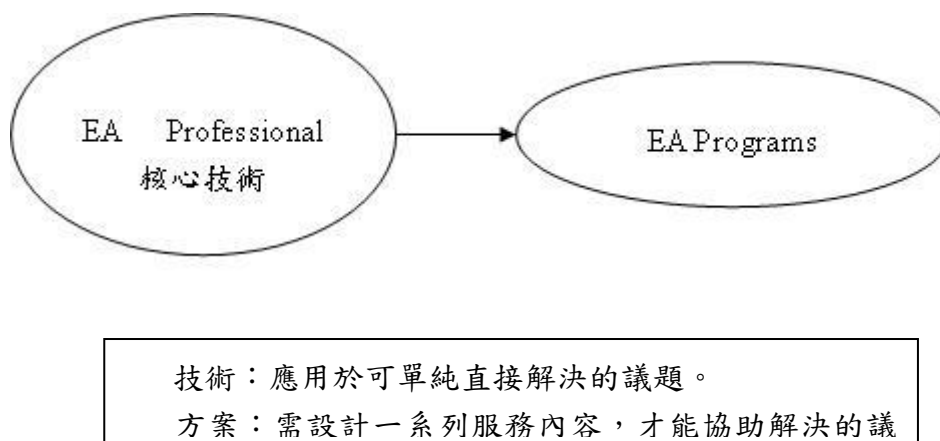 EA Professional
核心技術
EA Programs
技術：應用於可單純直接解決的議題。
方案：需設計一系列服務內容，才能協助解決的議